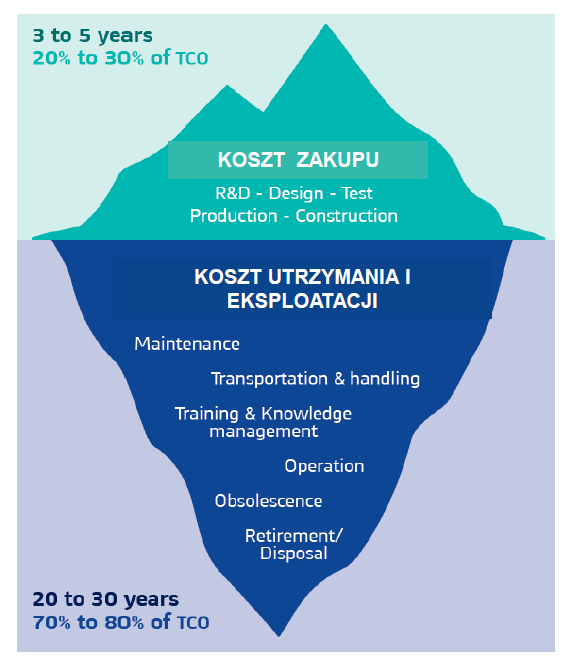 3 to 5 years
20% to 30% of TCO
KOSZT ZAKUPU
R&D - Design - Test
Production - Construction
KOSZT UTRZYMANIA I
EKSPLOATACJI
Maintenance
Transportation & handling
Training & Knowledge
management
Operation
Obsolescence
Retirement/
Disposal
20 to 30 years
70% to 80% of TCO